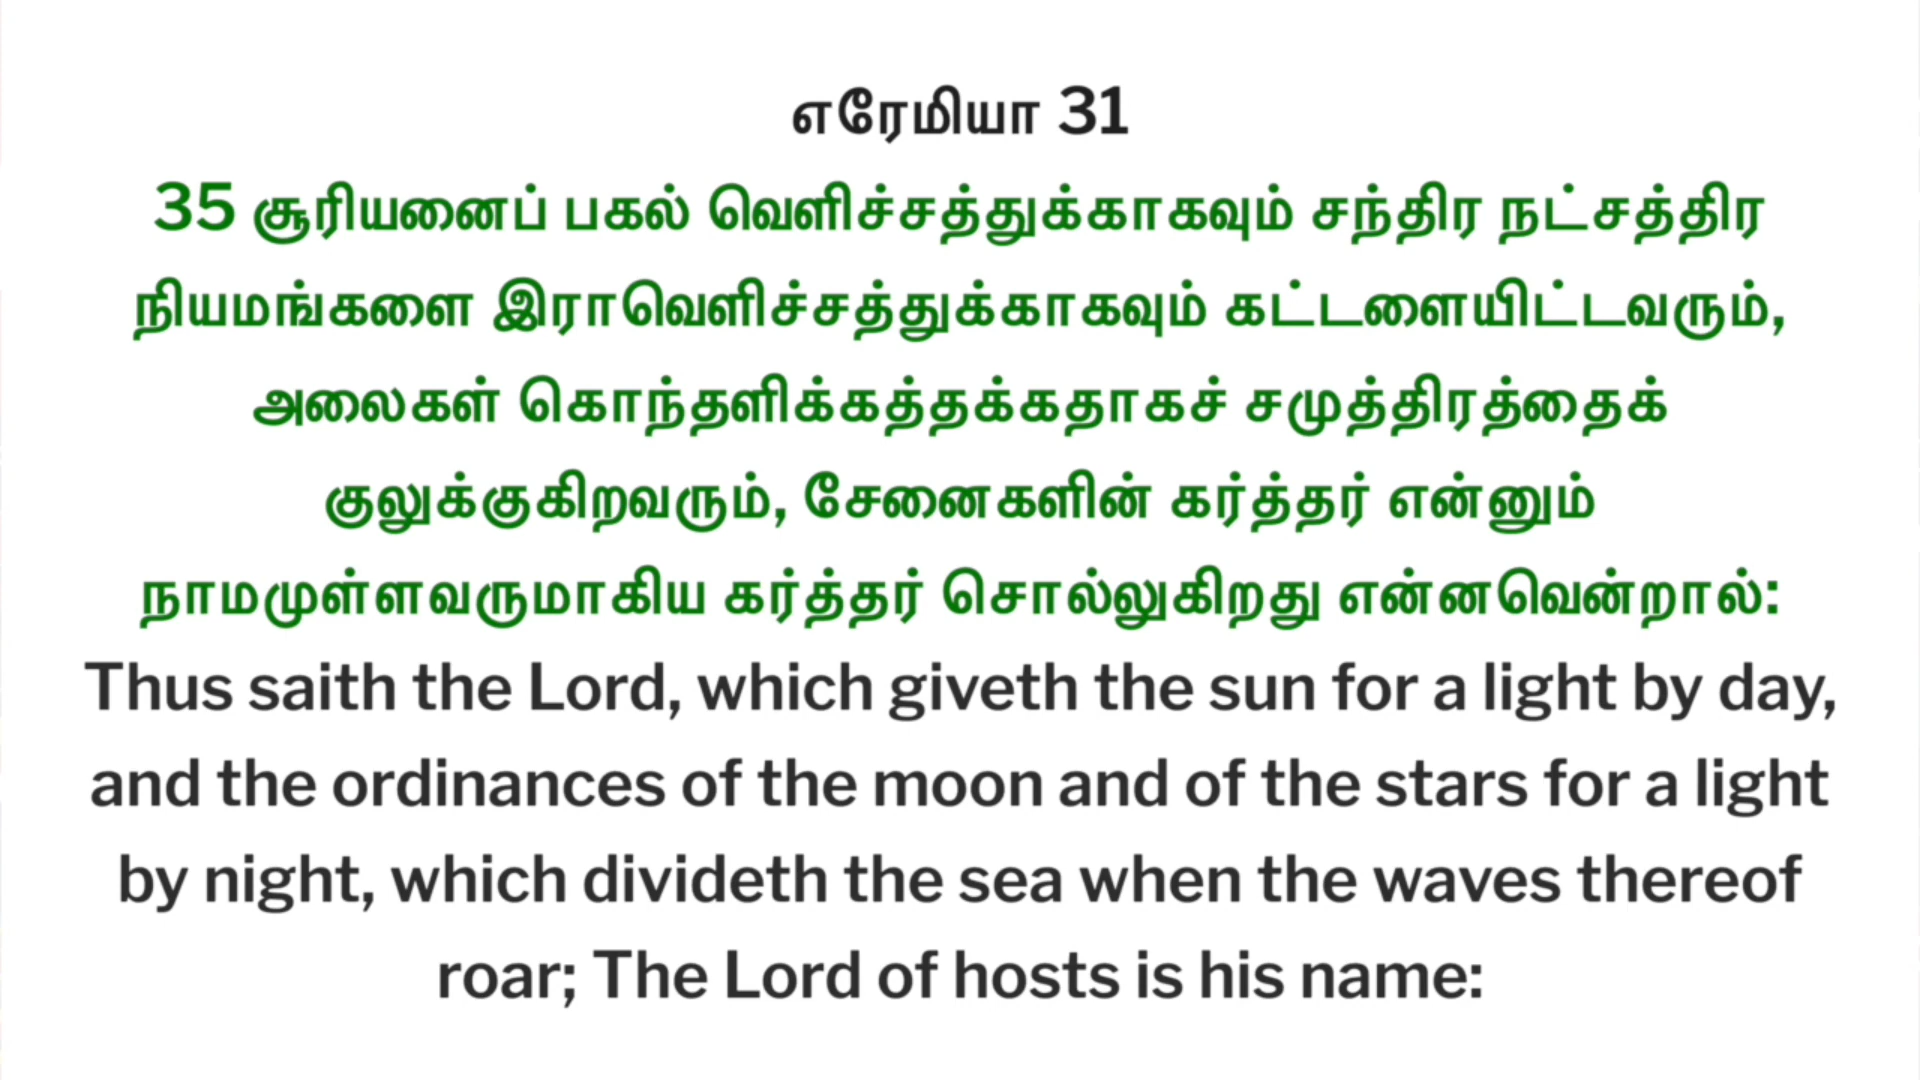 எரேமியா 31
35 சூரியனைப் பகல் வெளிச்சத்துக்காகவும் சந்திர நட்சத்திர
நியமங்களை இராவெளிச்சத்துக்காகவும் கட்டளையிட்டவரும்,
அலைகள் கொந்தளிக்கத்தக்கதாகச் சமுத்திரத்தைக்
குலுக்குகிறவரும், சேனைகளின் கர்த்தர் என்னும்
நாமமுள்ளவருமாகிய கர்த்தர் சொல்லுகிறது என்னவென்றால்:
Thus saith the Lord, which giveth the sun for a light by day,
and the ordinances of the moon and of the stars for a light
by night, which divideth the sea when the waves thereof
roar; The Lord of hosts is his name: